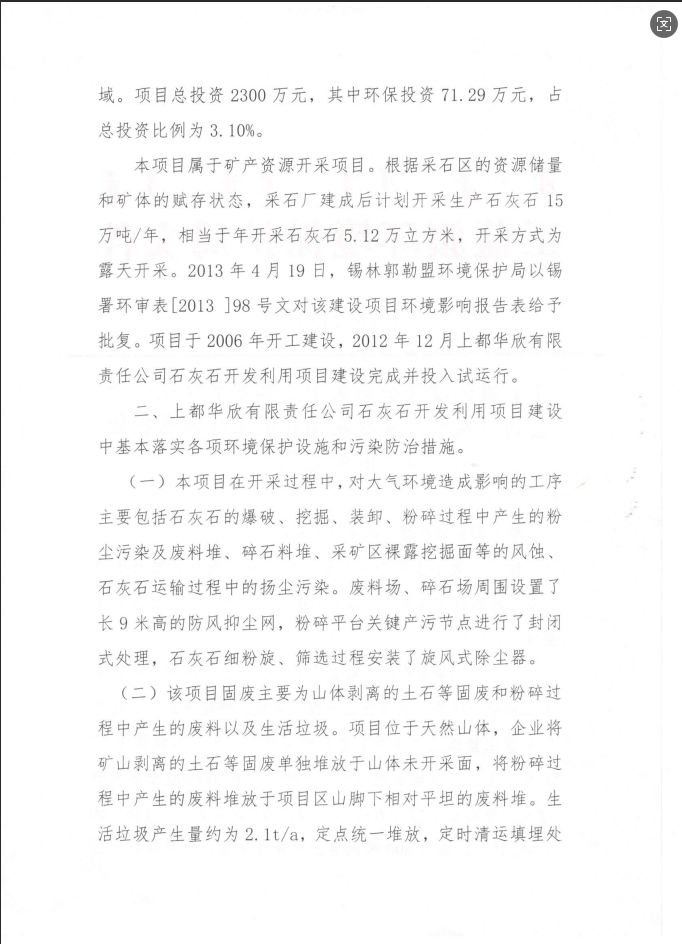 域。项目总投资 2300 万元，其中环保投资 71.29 万元，占
总投资比例为 3.10%。
本项目属于矿产资源开采项目。根据采石区的资源储量
和矿体的赋存状态，采石厂建成后计划开采生产石灰石 15
万吨/年，相当于年开采石灰石 5.12 万立方米，开采方式为
露天开采。2013 年 4 月 19 日，锡林郭勒盟环境保护局以锡
署环审表[2013 ]98 号文对该建设项目环境影响报告表给予
批复。项目于 2006 年开工建设，2012 年 12 月上都华欣有限
责任公司石灰石开发利用项目建设完成并投入试运行。
二、上都华欣有限责任公司石灰石开发利用项目建设
中基本落实各项环境保护设施和污染防治措施。
（一）本项目在开采过程中，对大气环境造成影响的工序
主要包括石灰石的爆破、挖掘、装卸、粉碎过程中产生的粉
尘污染及废料堆、碎石料堆、采矿区裸露挖掘面等的风蚀、
石灰石运输过程中的扬尘污染。废料场、碎石场周围设置了
长 9 米高的防风抑尘网，粉碎平台关键产污节点进行了封闭
式处理，石灰石细粉旋、筛选过程安装了旋风式除尘器。
（二）该项目固废主要为山体剥离的土石等固废和粉碎过
程中产生的废料以及生活垃圾。项目位于天然山体，企业将
矿山剥离的土石等固废单独堆放于山体未开采面，将粉碎过
程中产生的废料堆放于项目区山脚下相对平坦的废料堆。生
活垃圾产生量约为 2.1t/a，定点统一堆放，定时清运填埋处